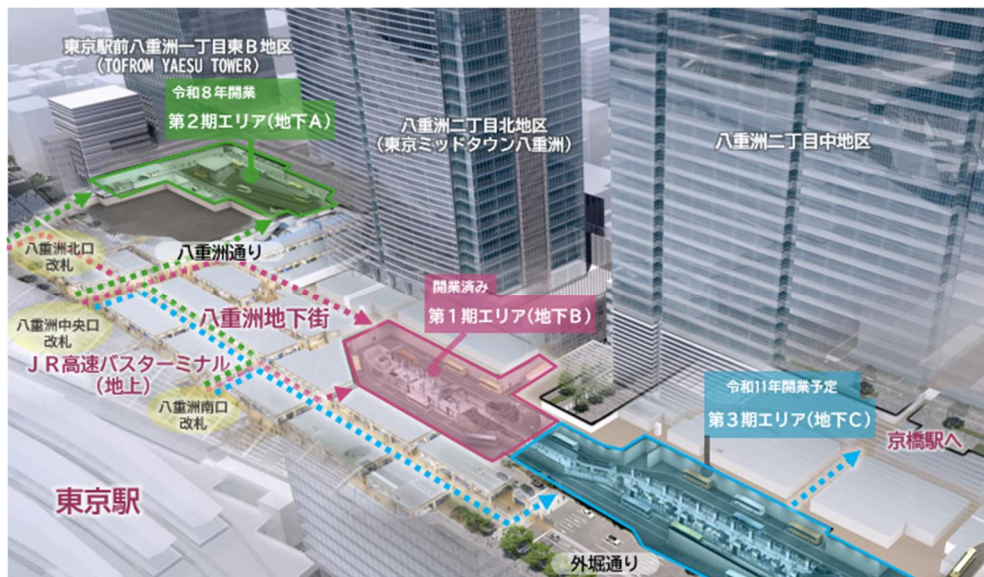 東京駅前八重洲一丁目東B地区
(TOFROM YAESU TOWER)
令和8年開業
第2期エリア(地下A)
八重洲二丁目北地区
(東京ミッドタウン八重洲)
八重洲二丁目中地区
八重洲北口
改札
八重洲通り
開業済み
第1期エリア(地下B)
八重洲中央口
改札
八重洲地下街
JR高速バスターミナル
(地上)
令和11年開業予定
第3期エリア(地下C)
八重洲南口
改札
京橋駅へ
東京駅
外堀通り